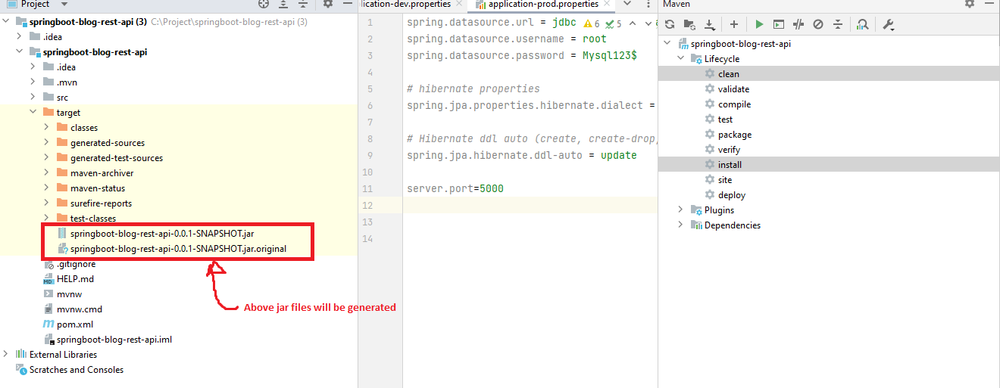 Project
springboot-blog-rest-api (3) C:\Project\springboot-blog-rest-api (3)
.idea
springboot-blog-rest-api
.idea
.mvn
src
target
classes
generated-sources
generated-test-sources
maven-archiver
maven-status
surefire-reports
test-classes
springboot-blog-rest-api-0.0.1-SNAPSHOT.jar
springboot-blog-rest-api-0.0.1-SNAPSHOT.jar.original
.gitignore
HELP.md
mvnw
mvnw.cmd
pom.xml
springboot-blog-rest-api.iml
External Libraries
Scratches and Consoles
Above jar files will be generated
lication-dev.properties application-prod.properties
1 spring.datasource.url = jdbc 6 5
2 spring.datasource.username = root
3 spring.datasource.password = Mysql123$
4
5 # hibernate properties
6 spring.jpa.properties.hibernate.dialect =
7
8 # Hibernate ddl auto (create, create-drop,
9 spring.jpa.hibernate.ddl-auto = update
10
11 server.port=5000
12
13
14
Maven
springboot-blog-rest-api
Lifecycle
clean
validate
compile
test
package
verify
install
site
deploy
Plugins
Dependencies